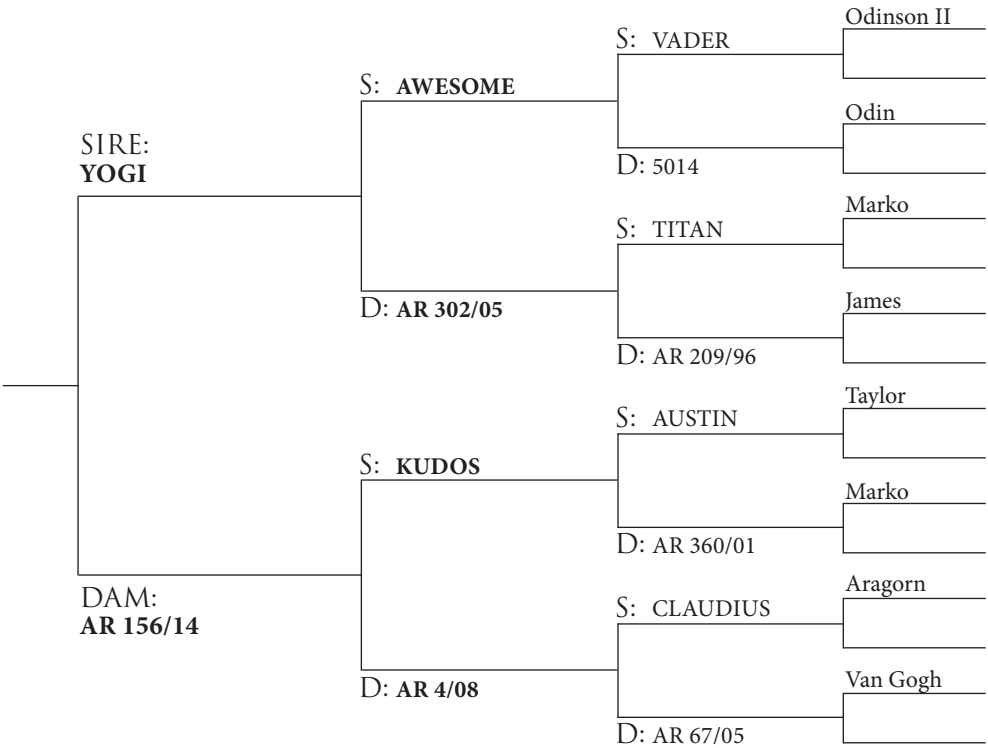 Odinson II
S: VADER
S: AWESOME
Odin
SIRE:
YOGI
D: 5014
Marko
S: TITAN
D: AR 302/05
James
D: AR 209/96
Taylor
S: AUSTIN
S: KUDOS
Marko
D: AR 360/01
DAM:
AR 156/14
Aragorn
S: CLAUDIUS
D: AR 4/08
Van Gogh
D: AR 67/05